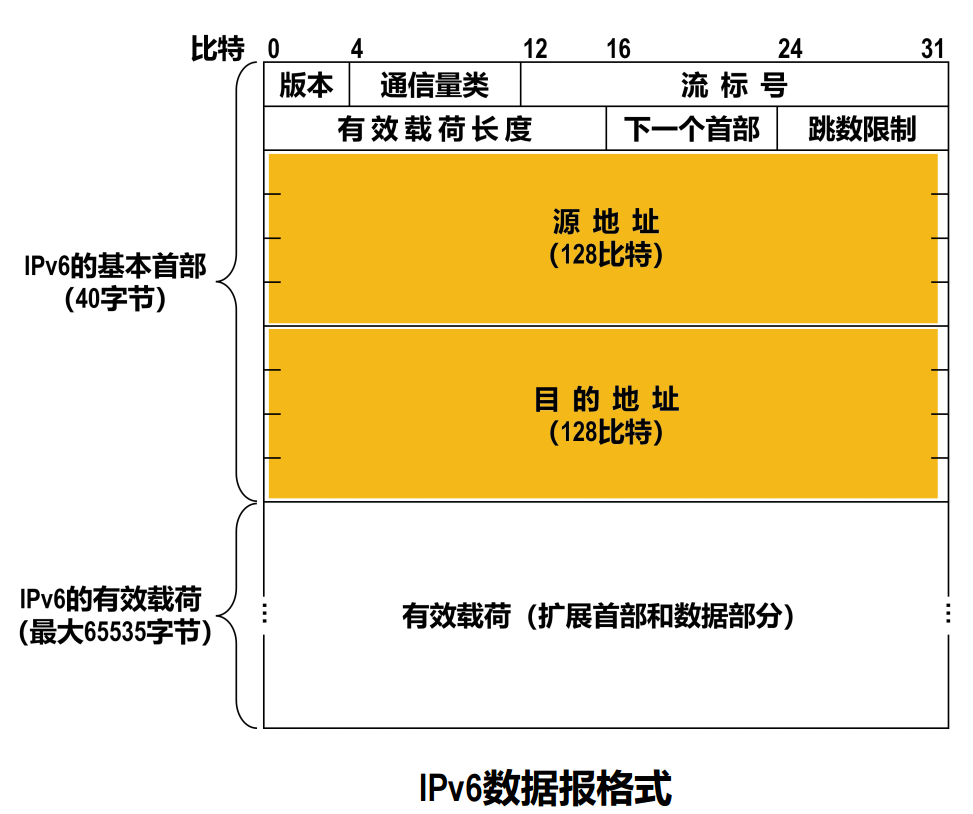 比特 0 4 12 16 24 31
版本 通信量类 流标号
有效载荷长度 下一个首部 跳数限制
源地址
(128比特)
IPv6的基本首部
(40字节)
目的地址
(128比特)
IPv6的有效载荷
(最大65535字节)
有效载荷（扩展首部和数据部分）
IPv6数据报格式